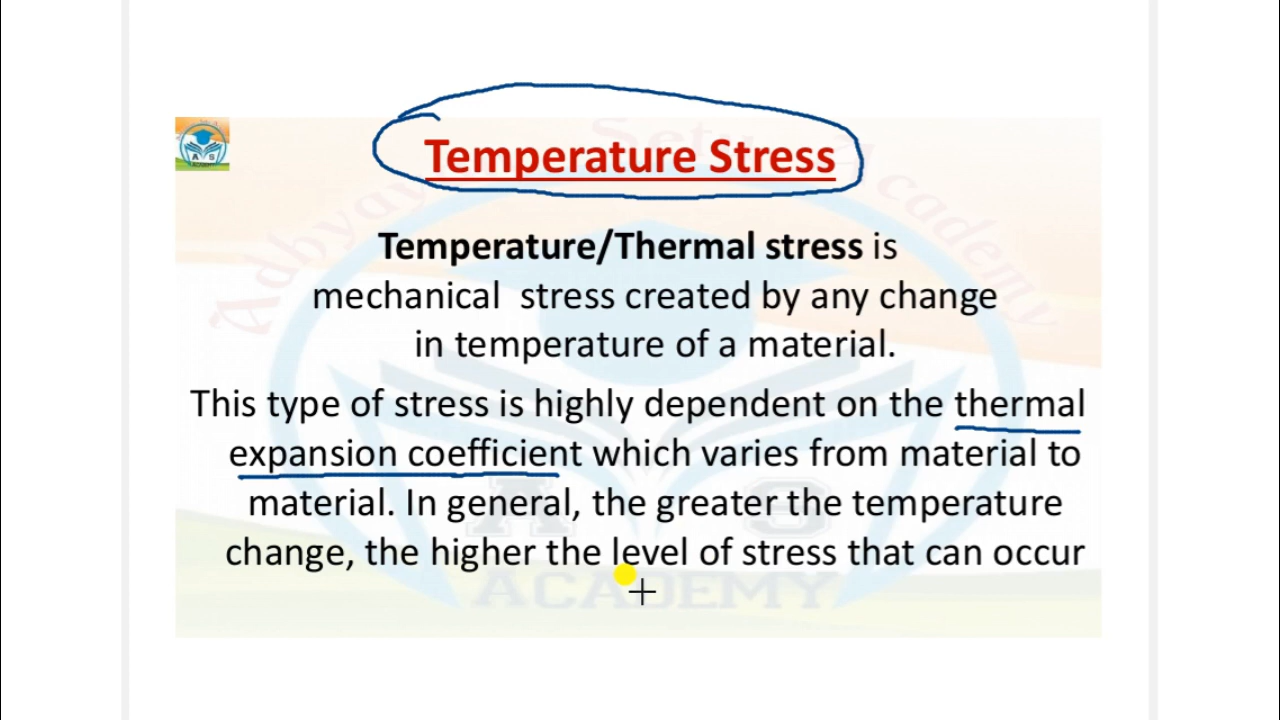 Temperature Stress
Temperature/Thermal stress is
mechanical stress created by any change
in temperature of a material.
This type of stress is highly dependent on the thermal
expansion coefficient which varies from material to
material. In general, the greater the temperature
change, the higher the level of stress that can occur
A S
ACADEMY